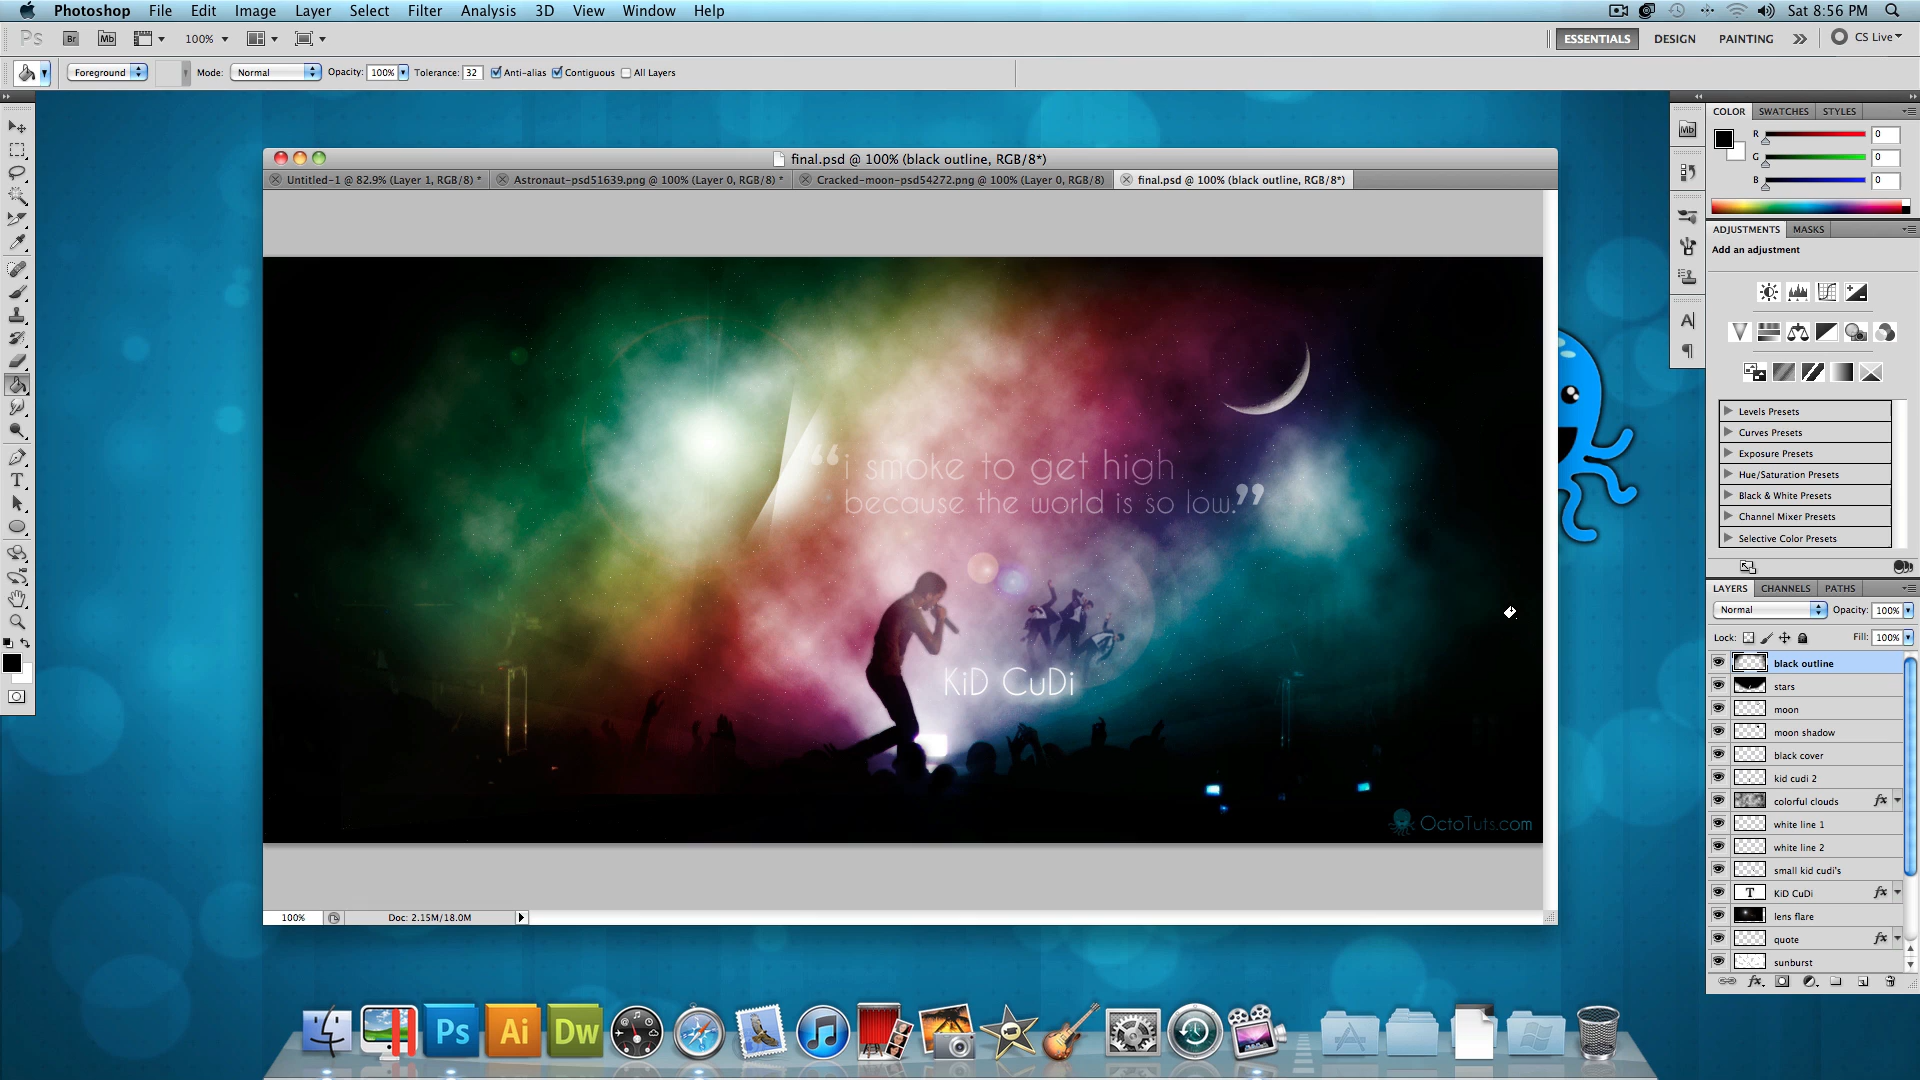 Photoshop File Edit Image Layer Select Filter Analysis 3D View Window Help Sat 8:56 PM
Ps Br Mb 100% ESSENTIALS DESIGN PAINTING CS Live
Foreground Mode: Normal Opacity: 100% Tolerance: 32 Anti-alias Contiguous All Layers
final.psd @ 100% (black outline, RGB/8*)
Untitled-1 @ 82.9% (Layer 1, RGB/8) * Astronaut-psd51639.png @ 100% (Layer 0, RGB/8) * Cracked-moon-psd54272.png @ 100% (Layer 0, RGB/8) final.psd @ 100% (black outline, RGB/8*)
“i smoke to get high
because the world is so low.”
KiD CuDi
OctoTuts.com
100% Doc: 2.15M/18.0M
COLOR SWATCHES STYLES
Mb
R 0
G 0
B 0
ADJUSTMENTS MASKS
Add an adjustment
Levels Presets
Curves Presets
Exposure Presets
Hue/Saturation Presets
Black & White Presets
Channel Mixer Presets
Selective Color Presets
LAYERS CHANNELS PATHS
Normal Opacity: 100%
Lock: Fill: 100%
black outline
stars
moon
moon shadow
black cover
kid cudi 2
colorful clouds fx
white line 1
white line 2
small kid cudi's
T KiD CuDi fx
lens flare
quote fx
sunburst
fx
Ps Ai Dw